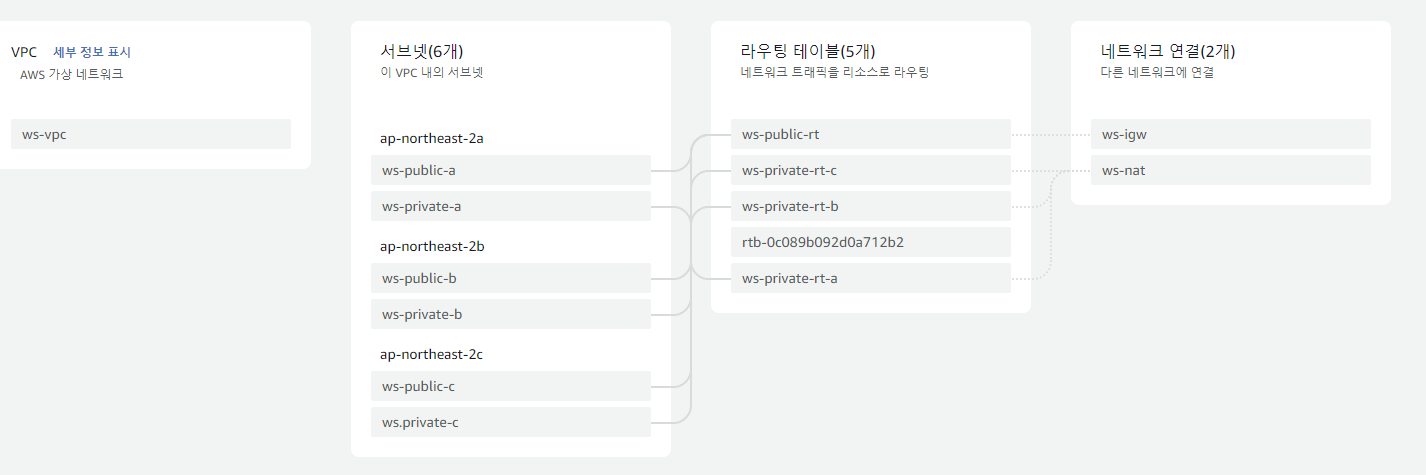 VPC 세부 정보 표시
AWS 가상 네트워크
ws-vpc
서브넷(6개)
이 VPC 내의 서브넷
ap-northeast-2a
ws-public-a
ws-private-a
ap-northeast-2b
ws-public-b
ws-private-b
ap-northeast-2c
ws-public-c
ws.private-c
라우팅 테이블(5개)
네트워크 트래픽을 리소스로 라우팅
ws-public-rt
ws-private-rt-c
ws-private-rt-b
rtb-0c089b092d0a712b2
ws-private-rt-a
네트워크 연결(2개)
다른 네트워크에 연결
ws-igw
ws-nat